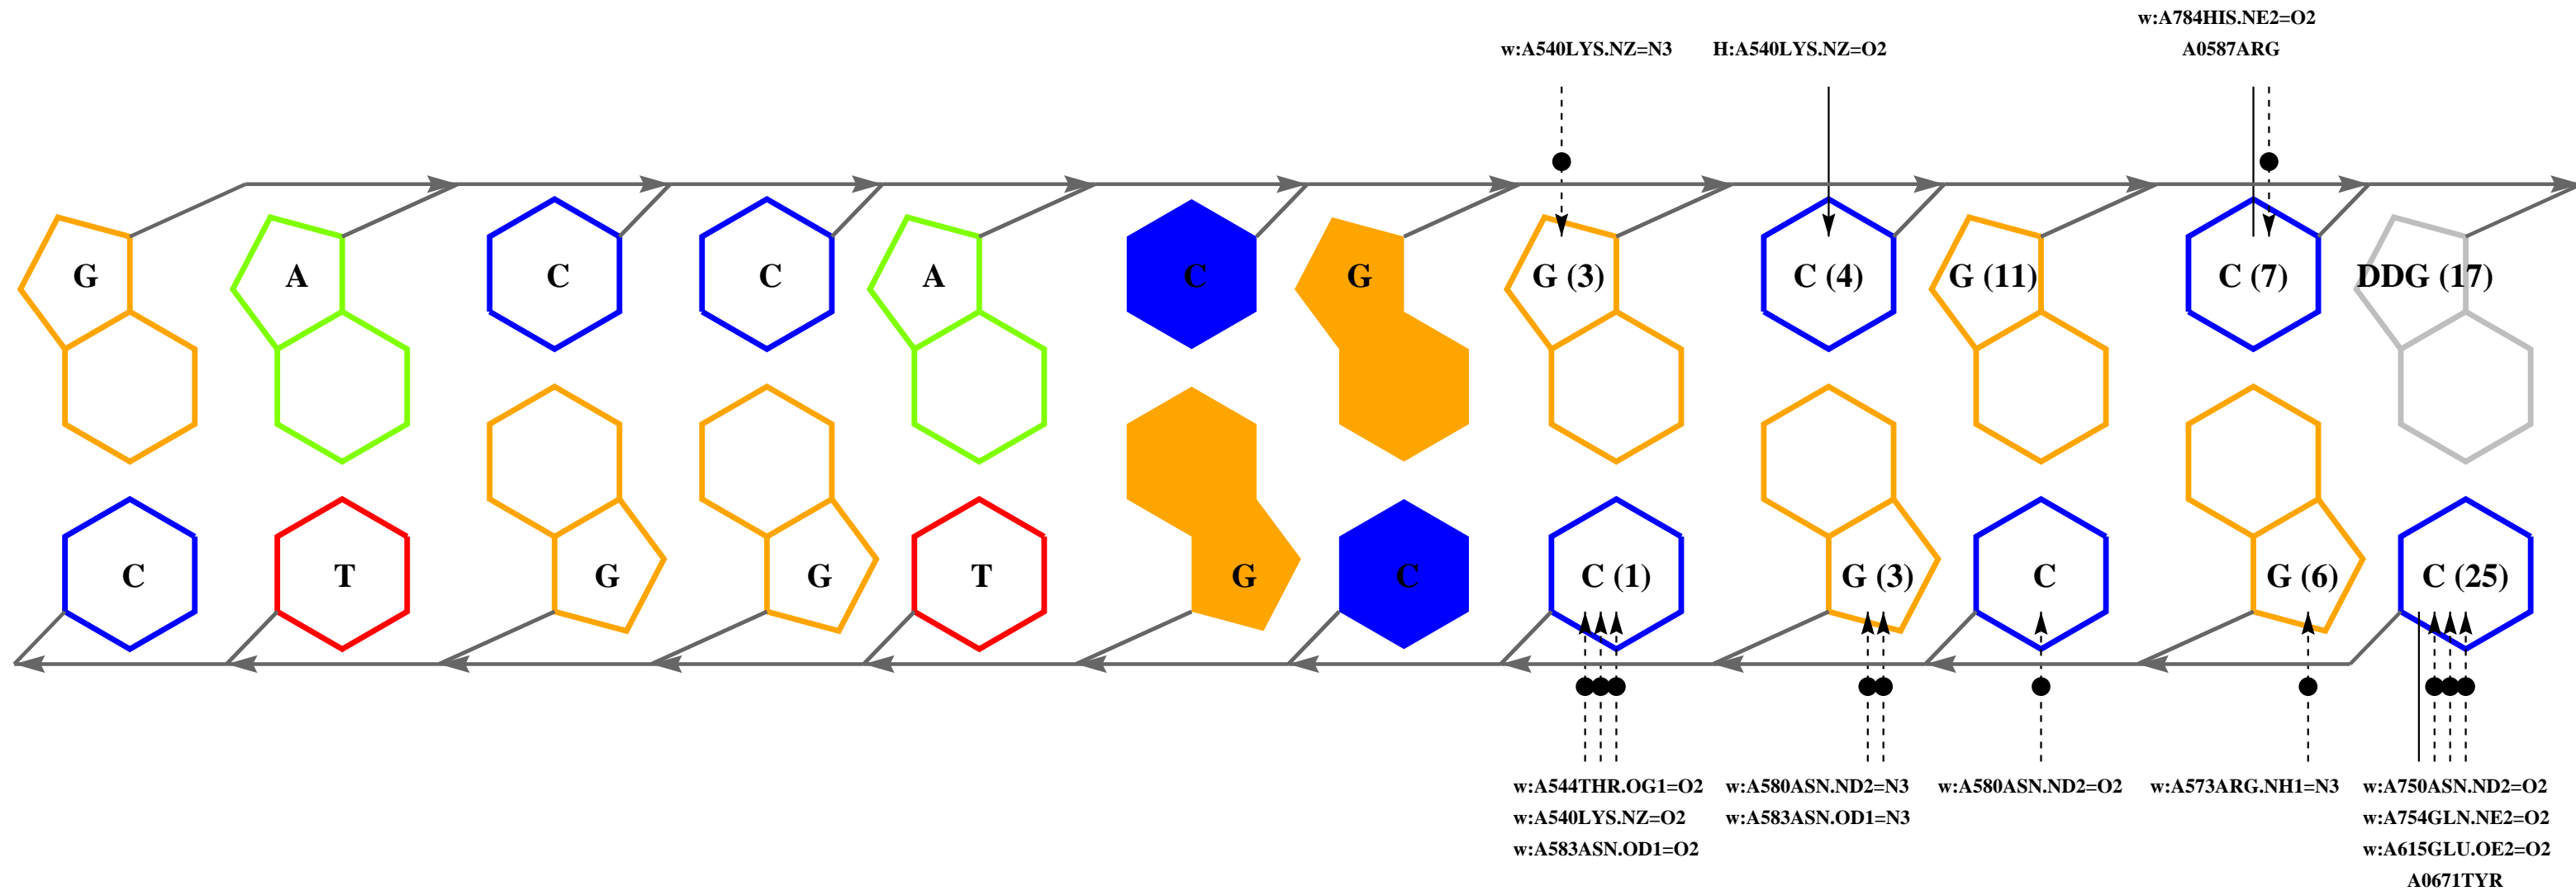 w:A784HIS.NE2=O2
w:A540LYS.NZ=N3 H:A540LYS.NZ=O2 A0587ARG
G A C C A C G G (3) C (4) G (11) C (7) DDG (17)
C T G G T G C C (1) G (3) C G (6) C (25)
w:A544THR.OG1=O2 w:A580ASN.ND2=N3 w:A580ASN.ND2=O2 w:A573ARG.NH1=N3 w:A750ASN.ND2=O2
w:A540LYS.NZ=O2 w:A583ASN.OD1=N3 w:A754GLN.NE2=O2
w:A583ASN.OD1=O2 w:A615GLU.OE2=O2
A0671TYR